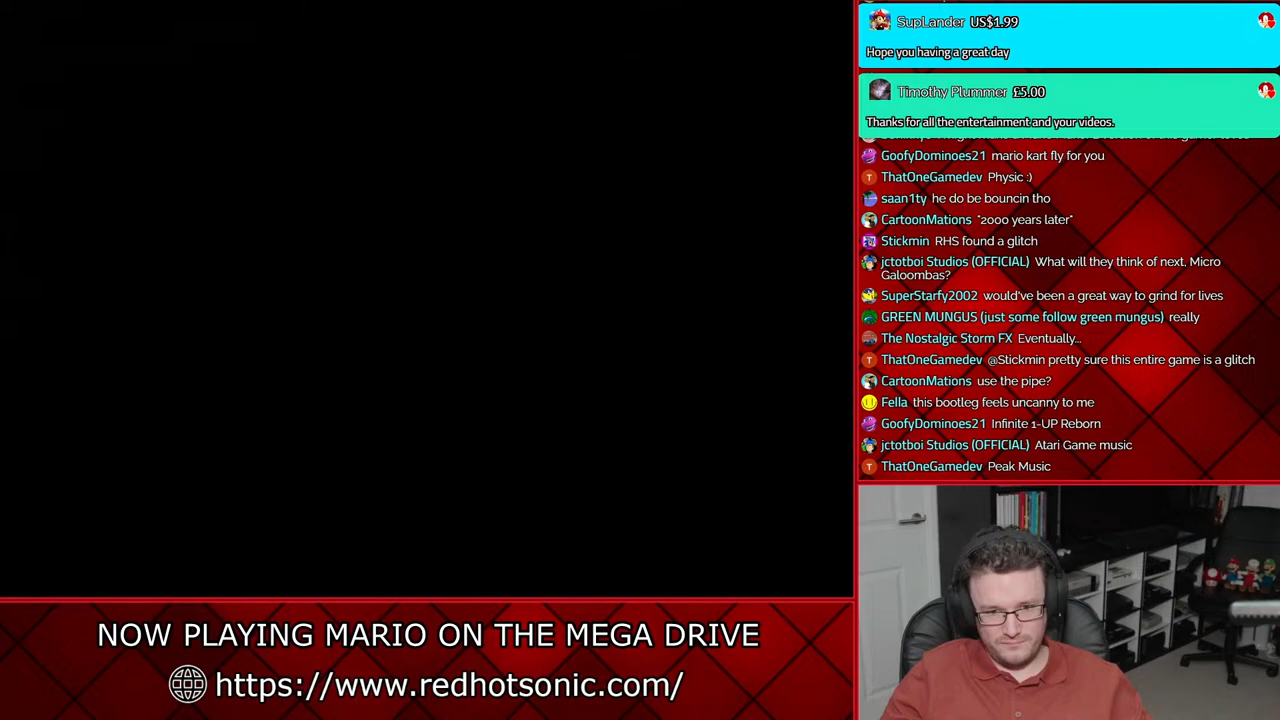 SupLander US$1.99
Hope you having a great day
Timothy Plummer £5.00
Thanks for all the entertainment and your videos.
GoofyDominoes21 mario kart fly for you
ThatOneGamedev Physic :)
saan1ty he do be bouncin tho
CartoonMations *2000 years later*
Stickmin RHS found a glitch
jctotboi Studios (OFFICIAL) What will they think of next, Micro
Galoombas?
SuperStarfy2002 would've been a great way to grind for lives
GREEN MUNGUS (just some follow green mungus) really
The Nostalgic Storm FX Eventually...
ThatOneGamedev @Stickmin pretty sure this entire game is a glitch
CartoonMations use the pipe?
Fella this bootleg feels uncanny to me
GoofyDominoes21 Infinite 1-UP Reborn
jctotboi Studios (OFFICIAL) Atari Game music
ThatOneGamedev Peak Music
NOW PLAYING MARIO ON THE MEGA DRIVE
https://www.redhotsonic.com/